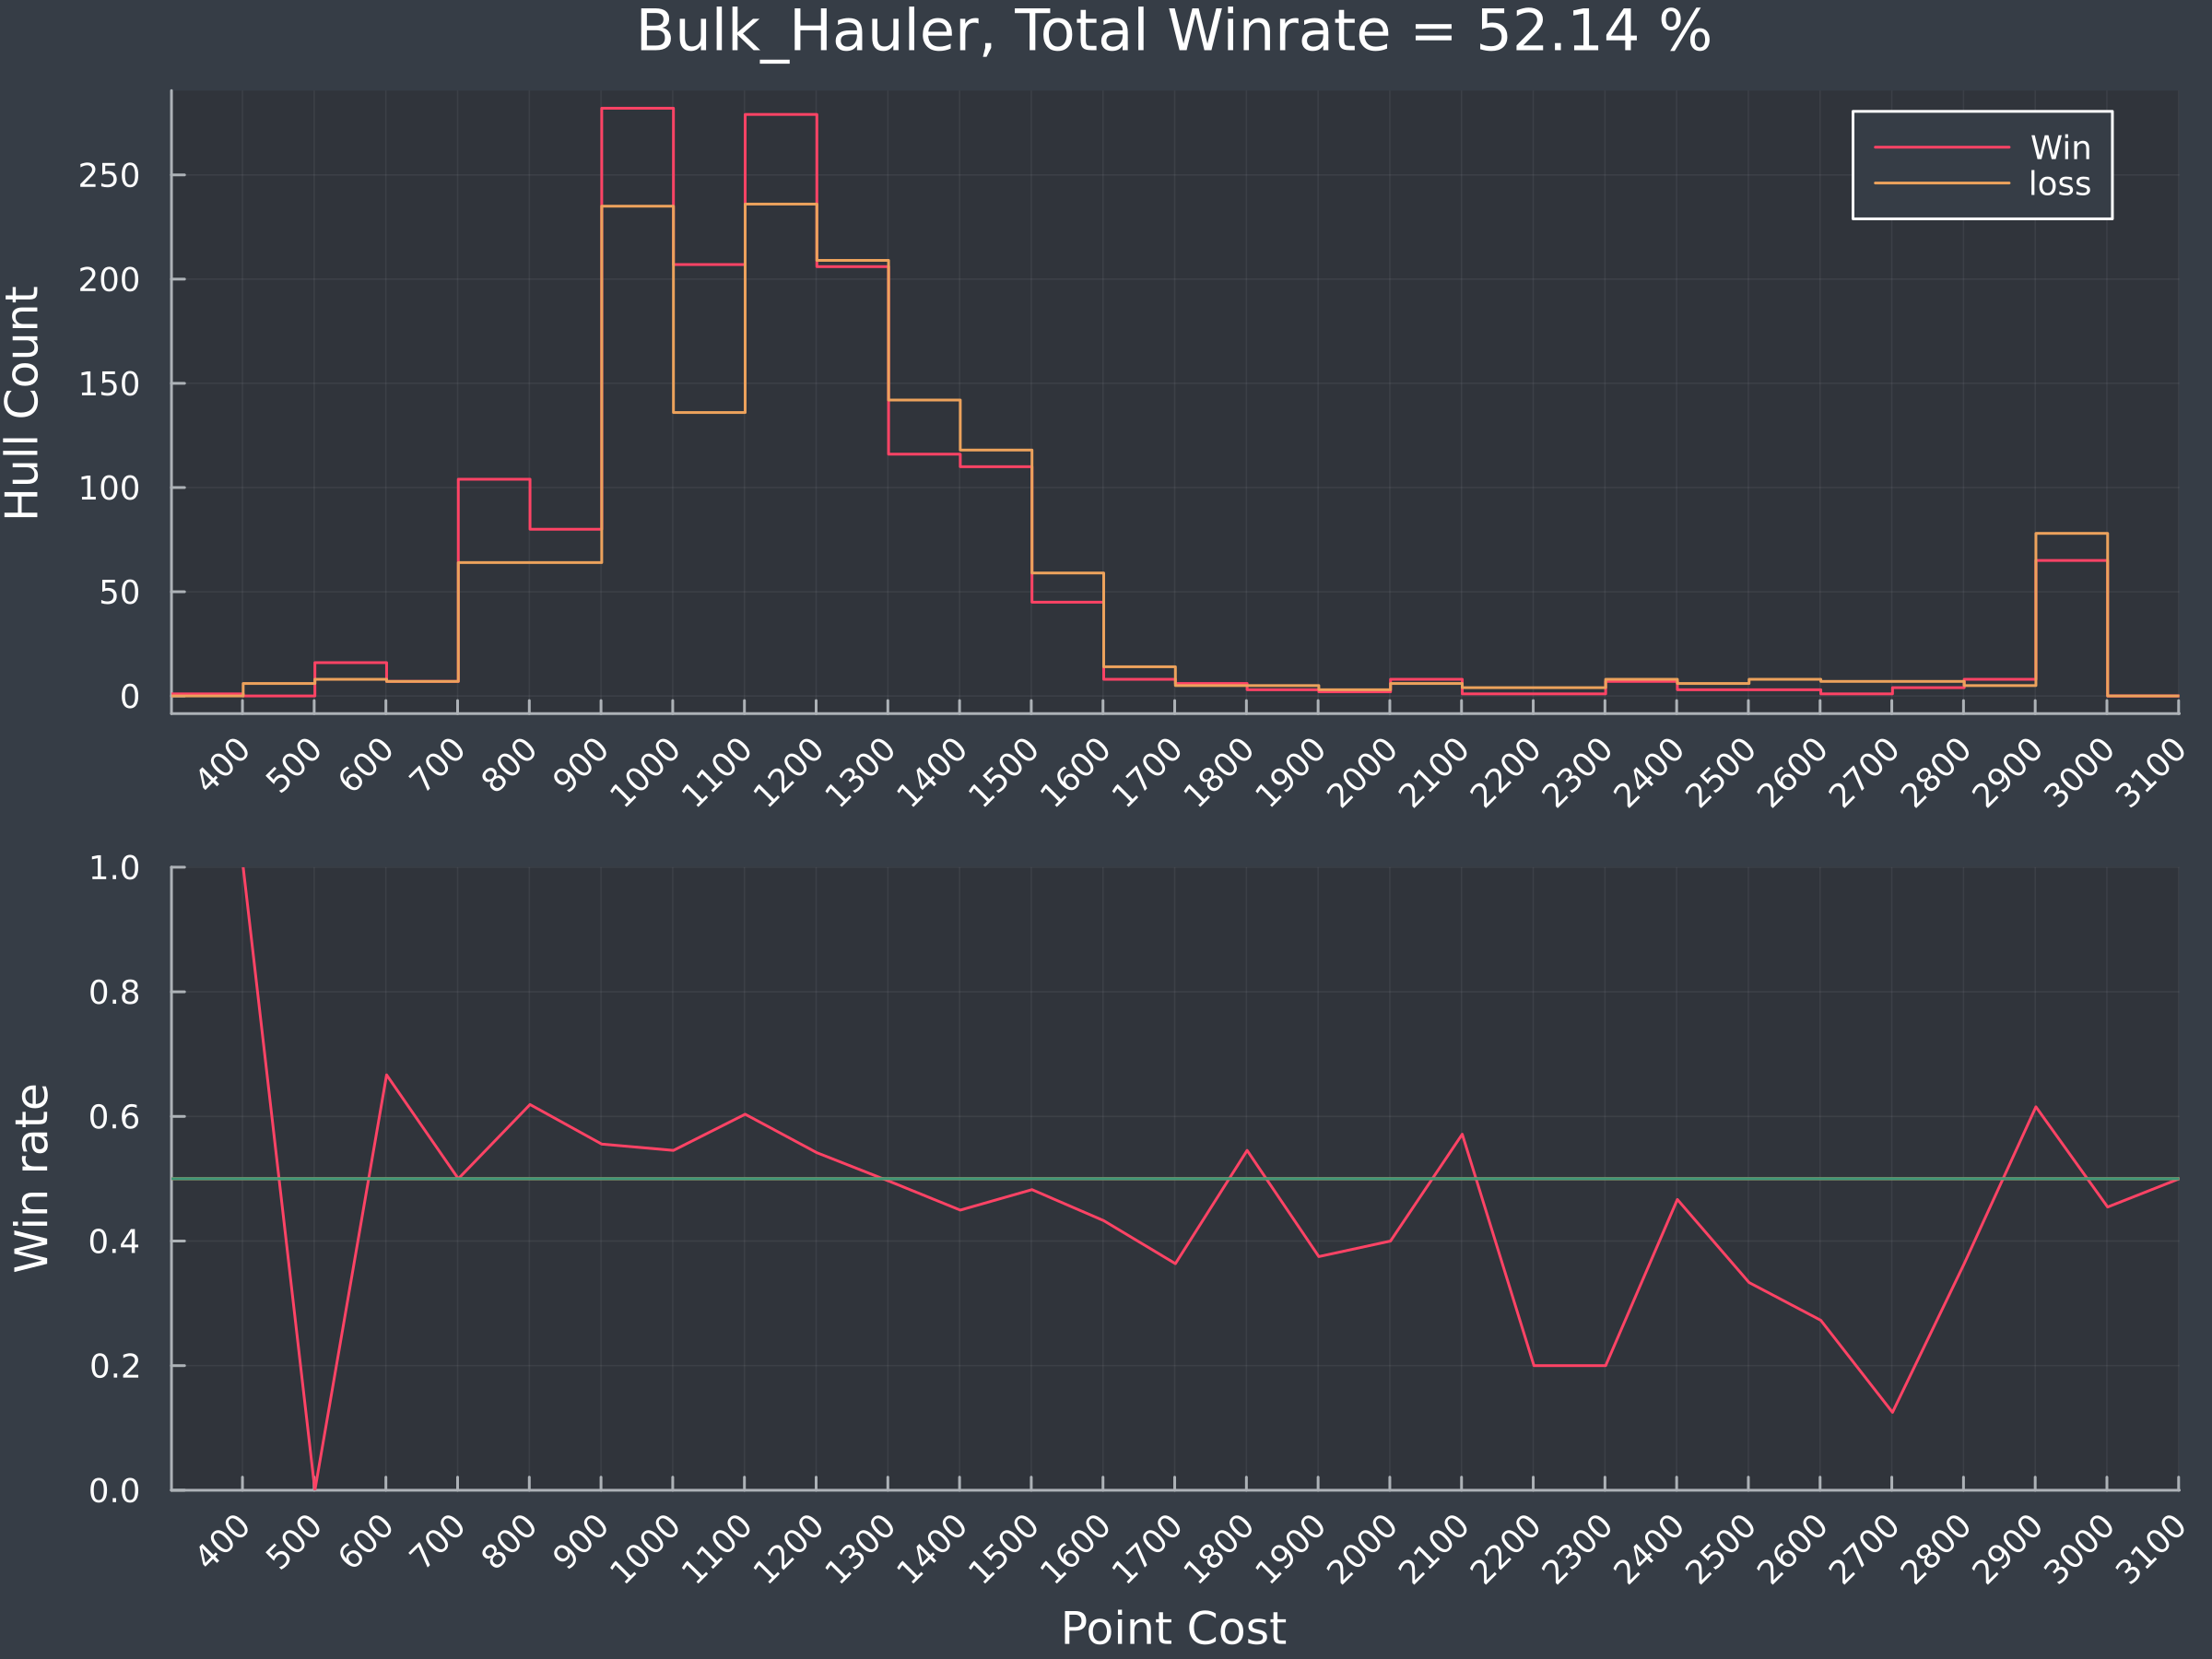 Bulk_Hauler, Total Winrate = 52.14 %
Hull Count
250
200
150
100
50
0
Win
loss
400 500 600 700 800 900 1000 1100 1200 1300 1400 1500 1600 1700 1800 1900 2000 2100 2200 2300 2400 2500 2600 2700 2800 2900 3000 3100
Win rate
1.0
0.8
0.6
0.4
0.2
0.0
400 500 600 700 800 900 1000 1100 1200 1300 1400 1500 1600 1700 1800 1900 2000 2100 2200 2300 2400 2500 2600 2700 2800 2900 3000 3100
Point Cost